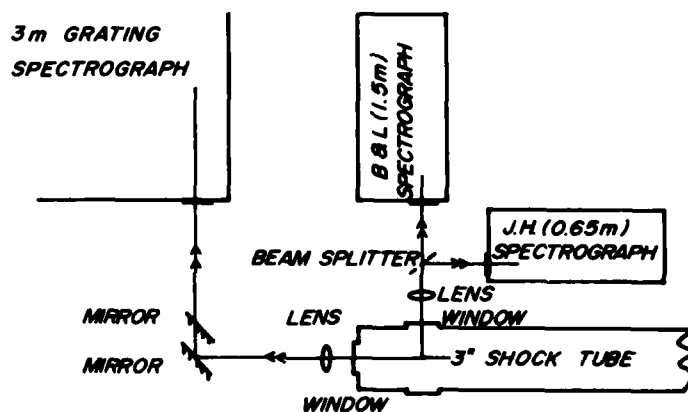 3m GRATING
SPECTROGRAPH
B & L (1.5m)
SPECTROGRAPH
J.H. (0.65m)
SPECTROGRAPH
BEAM SPLITTER
LENS
WINDOW
MIRROR
LENS
MIRROR
3" SHOCK TUBE
WINDOW